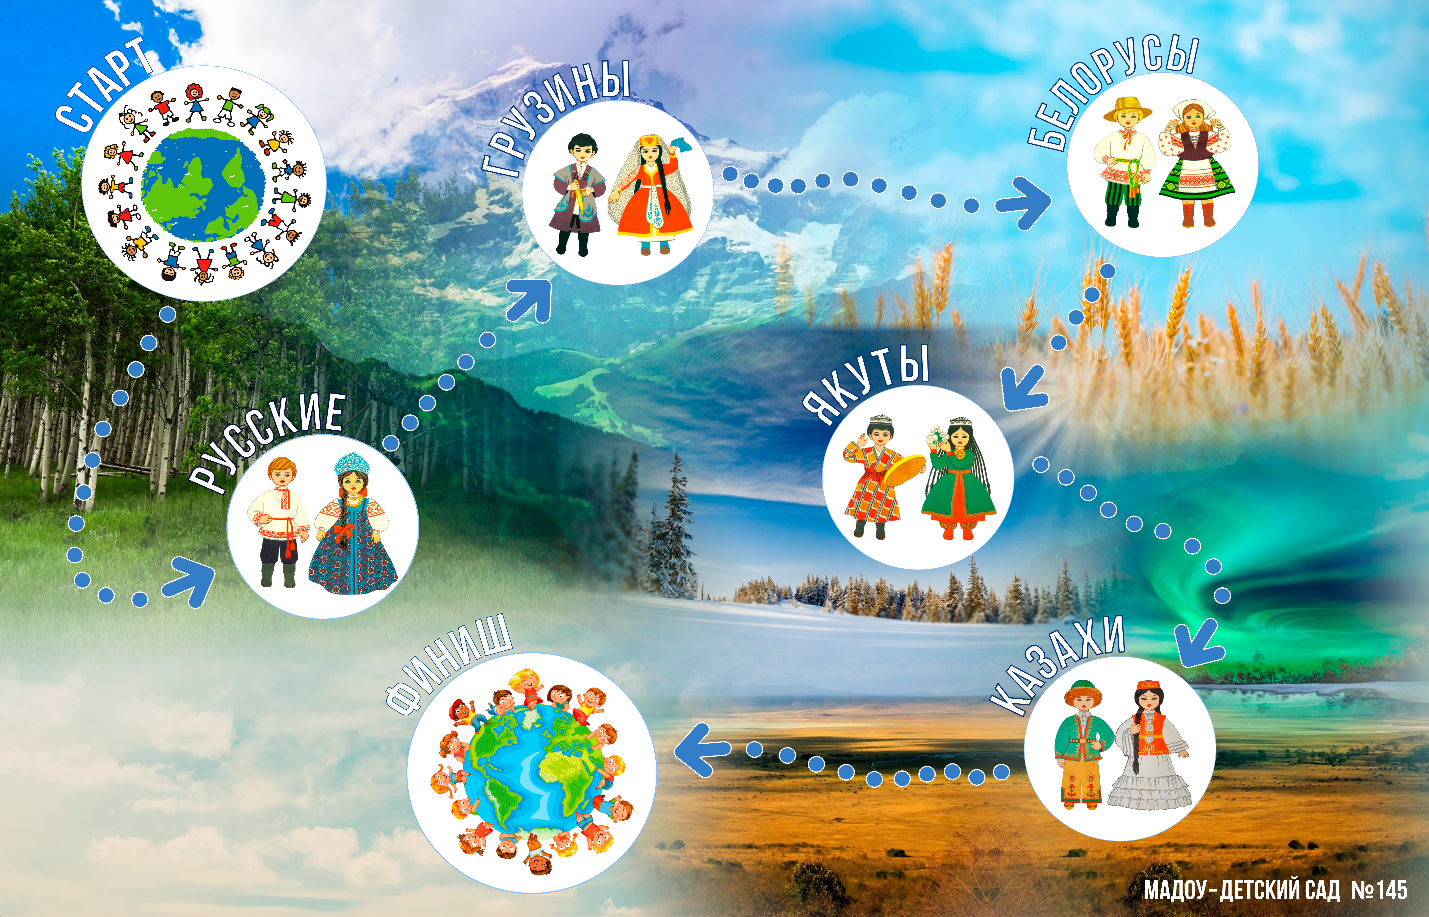 СТАРТ
ГРУЗИНЫ
БЕЛОРУСЫ
РУССКИЕ
ЯКУТЫ
ФИНИШ
КАЗАХИ
МАДОУ-ДЕТСКИЙ САД №145